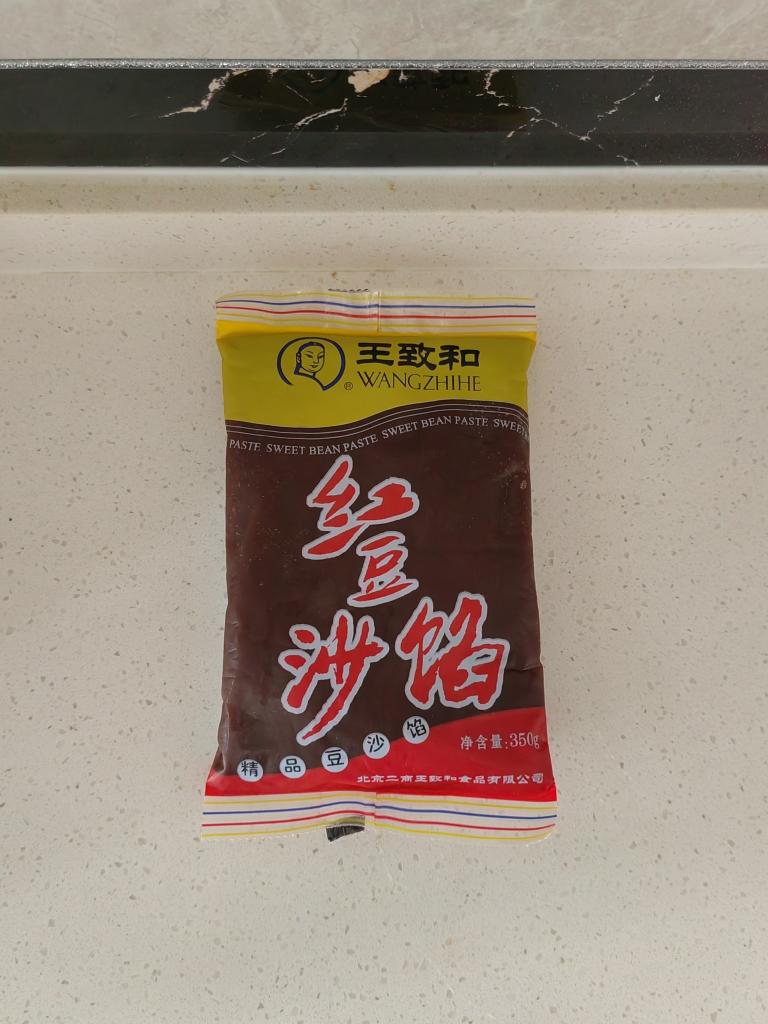 王致和
®
WANGZHIHE
PASTE SWEET BEAN PASTE SWEET BEAN PASTE SWEET
红豆
沙馅
净含量:350g
精品豆沙馅
北京二商王致和食品有限公司